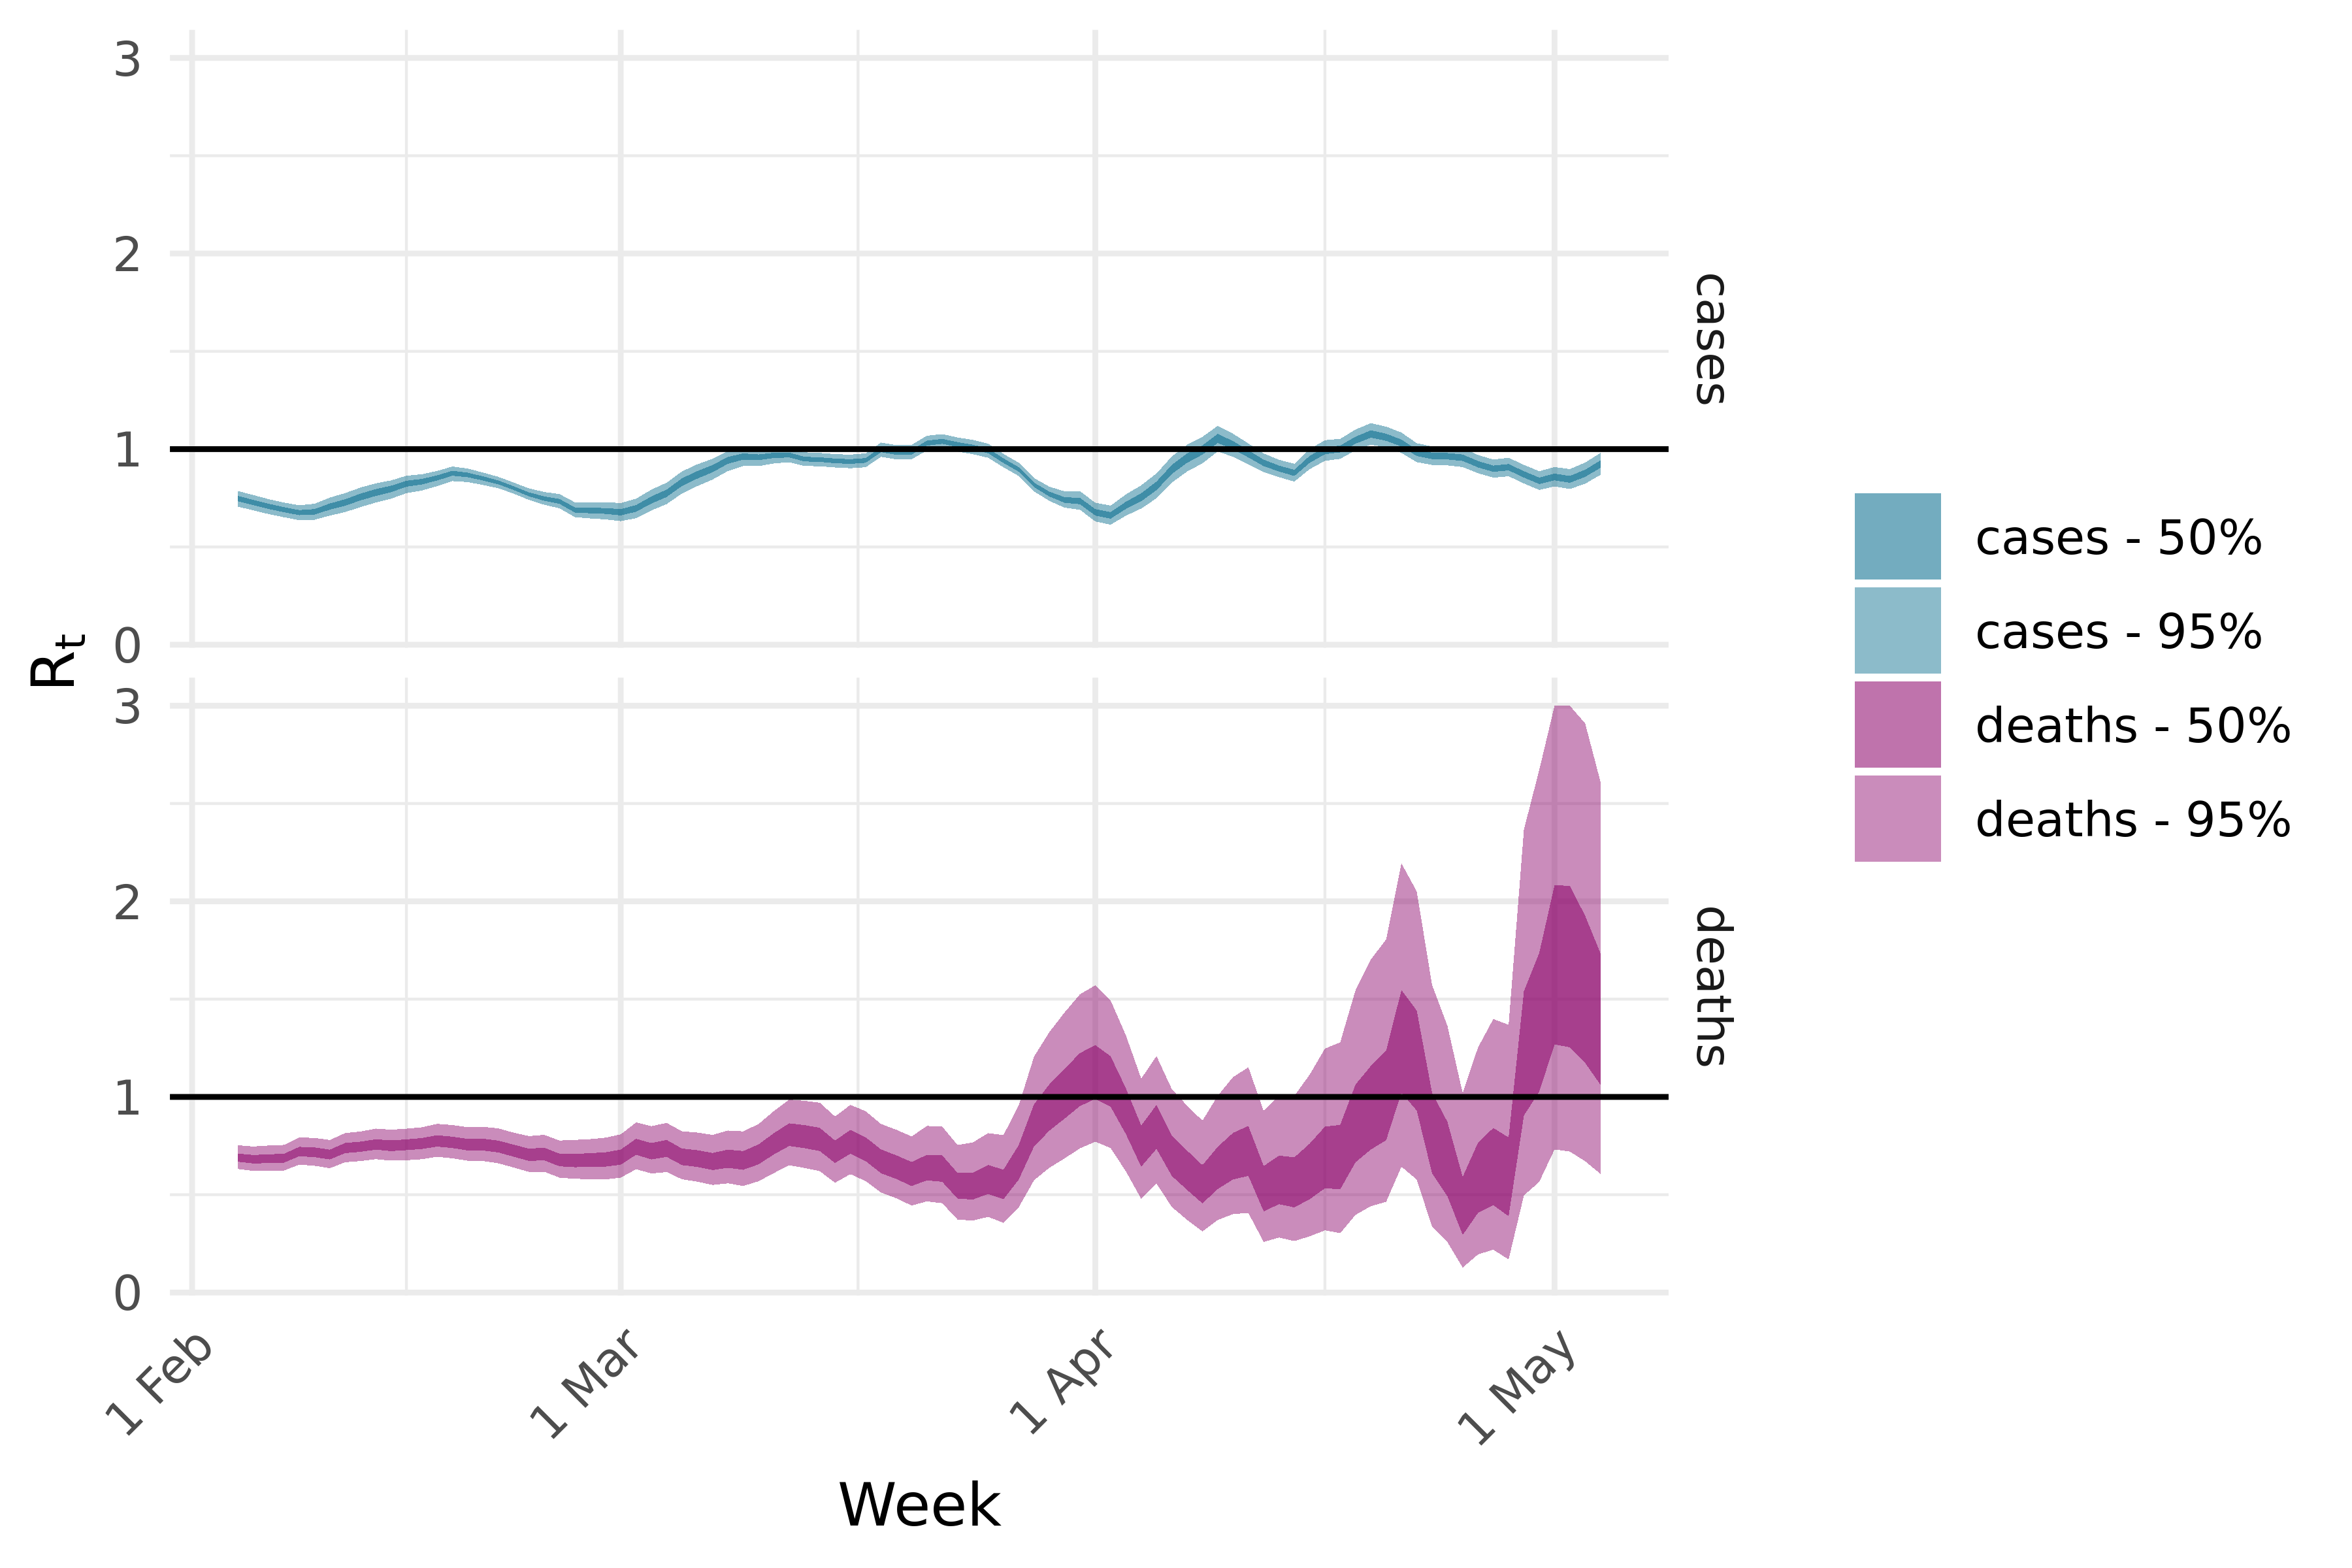 3
2
1
0
cases
3
2
1
0
deaths
R_t
1 Feb
1 Mar
1 Apr
1 May
Week
cases - 50%
cases - 95%
deaths - 50%
deaths - 95%